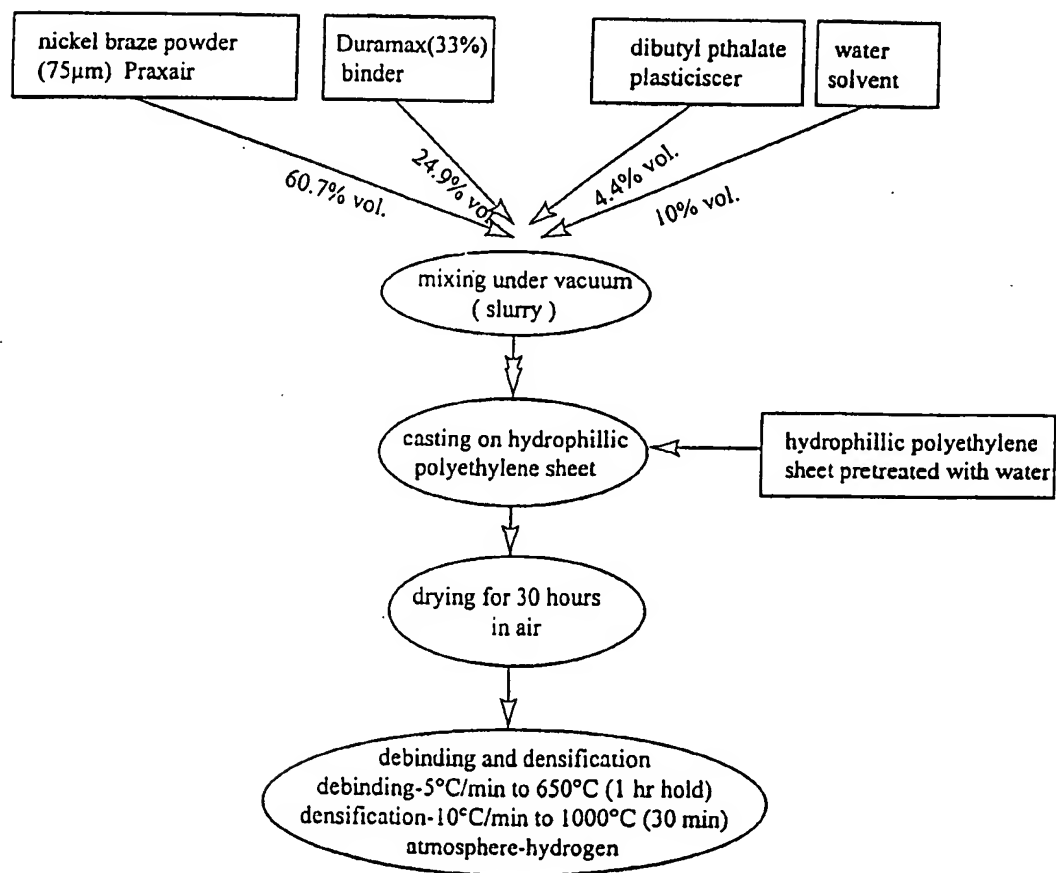 nickel braze powder
(75µm) Praxair
Duramax(33%)
binder
dibutyl pthalate
plasticiscer
water
solvent
60.7% vol.
24.9% vol
4.4% vol.
10% vol.
mixing under vacuum
( slurry )
casting on hydrophillic
polyethylene sheet
hydrophillic polyethylene
sheet pretreated with water
drying for 30 hours
in air
debinding and densification
debinding-5°C/min to 650°C (1 hr hold)
densification-10°C/min to 1000°C (30 min)
atmosphere-hydrogen